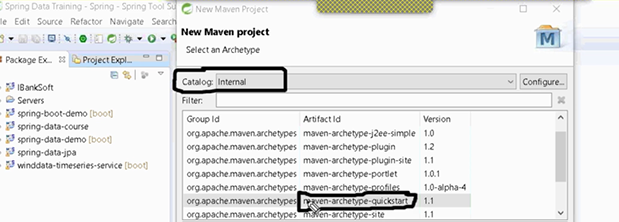 Spring Data Training - Spring - Spring Tool Su
File Edit Source Refactor Navigate Search
Package Ex... Project Expl...
IBankSoft
Servers
spring-boot-demo [boot]
spring-data-course
spring-data-demo [boot]
spring-data-jpa
winddata-timeseries-service [boot]
New Maven project
New Maven project
Select an Archetype
Catalog: Internal Configure...
Filter:
Group Id Artifact Id Version
org.apache.maven.archetypes maven-archetype-j2ee-simple 1.0
org.apache.maven.archetypes maven-archetype-plugin 1.2
org.apache.maven.archetypes maven-archetype-plugin-site 1.1
org.apache.maven.archetypes maven-archetype-portlet 1.0.1
org.apache.maven.archetypes maven-archetype-profiles 1.0-alpha-4
org.apache.maven.archetypes maven-archetype-quickstart 1.1
org.apache.maven.archetypes maven-archetype-site 1.1